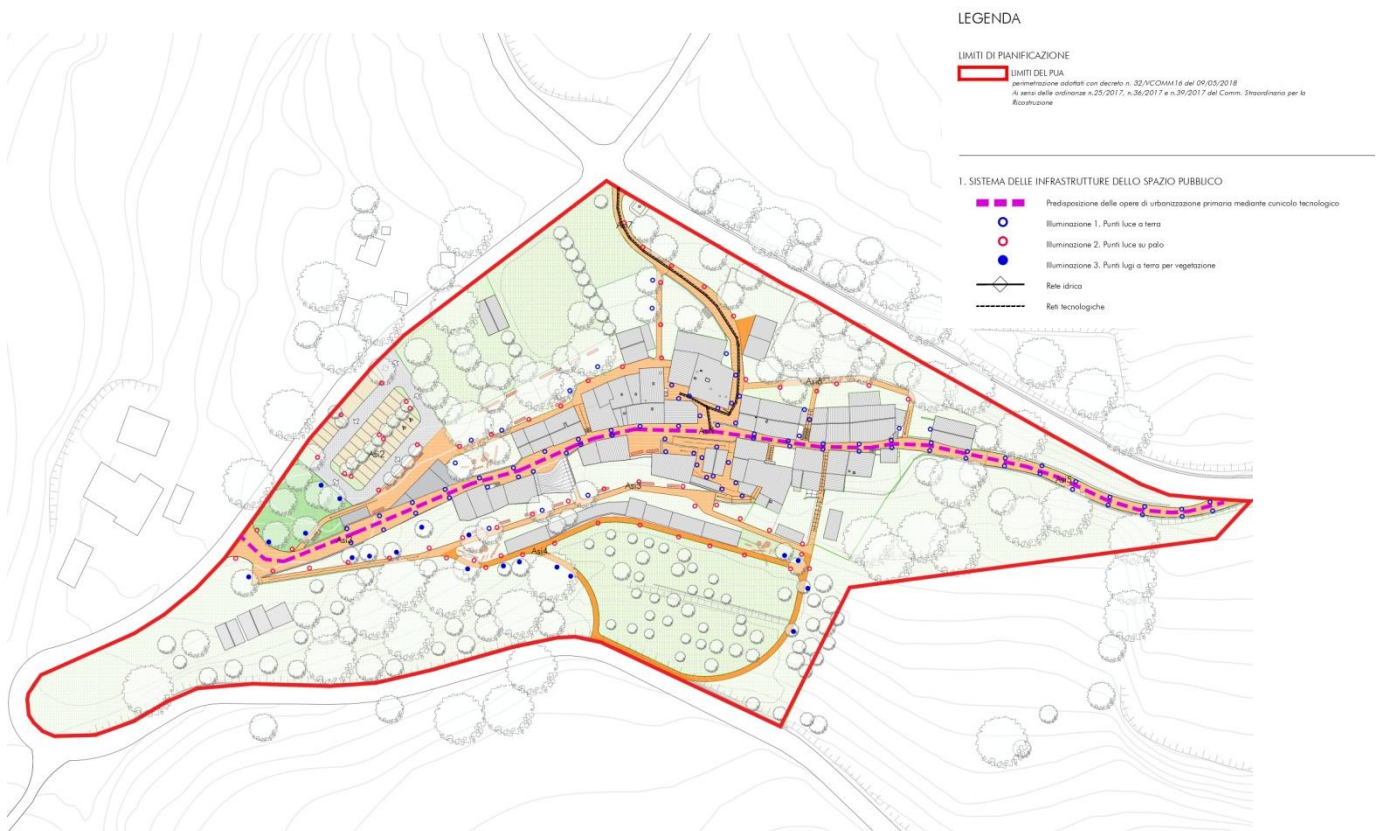 LEGENDA
LIMITI DI PIANIFICAZIONE
LIMITI DEL PUA
perimetrazione adottati con decreto n. 32/VCOMM16 del 09/05/2018
Ai sensi delle ordinanze n.25/2017, n.36/2017 e n.39/2017 del Comm. Straordinario per la
Ricostruzione
1. SISTEMA DELLE INFRASTRUTTURE DELLO SPAZIO PUBBLICO
Predisposizione delle opere di urbanizzazione primaria mediante cunicolo tecnologico
Illuminazione 1. Punti luce a terra
Illuminazione 2. Punti luce su palo
Illuminazione 3. Punti lugi a terra per vegetazione
Rete idrica
Reti tecnologiche
Asi7
Asi6
Asi2
Asi5
Asi4